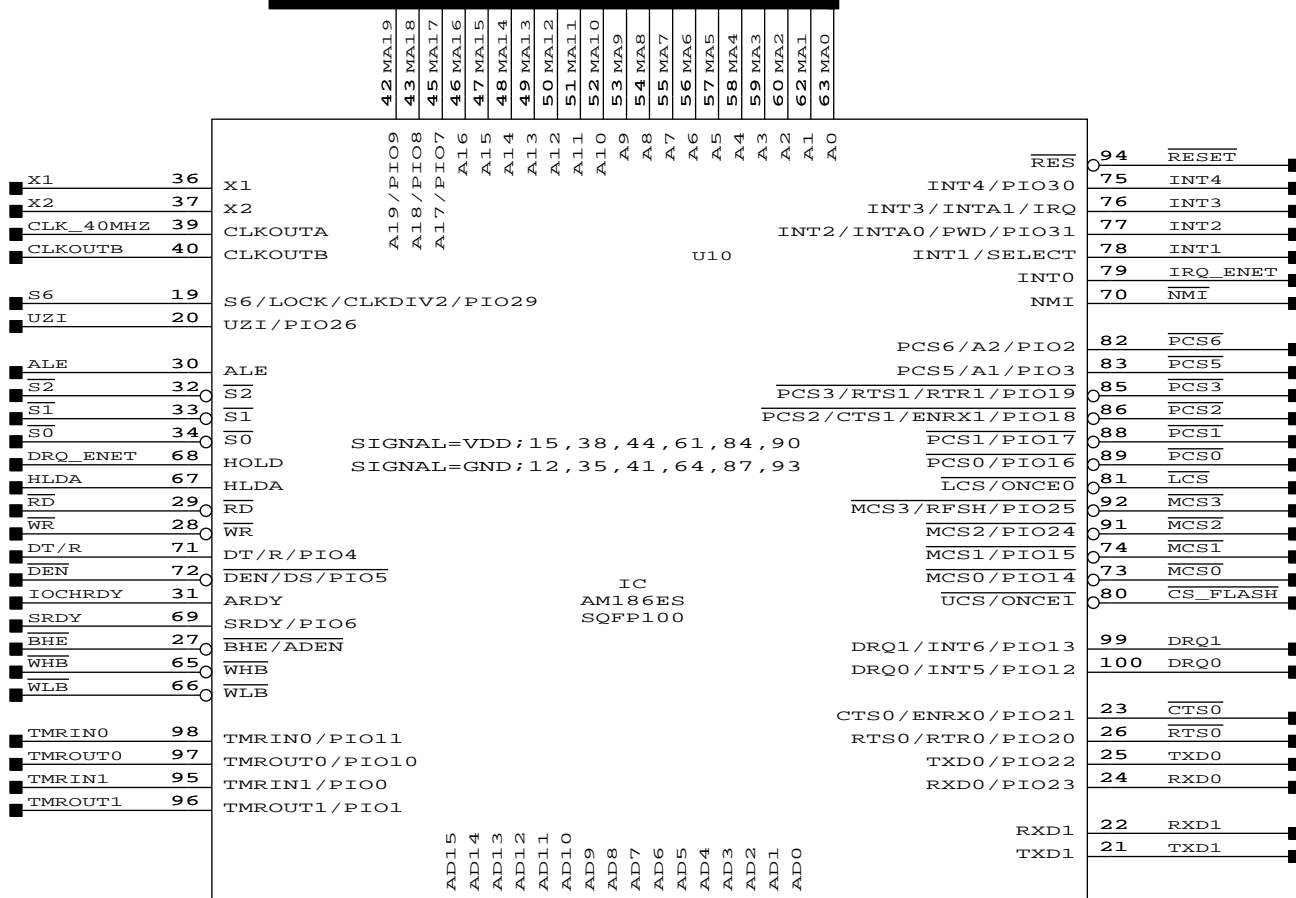 42 MA19
43 MA18
45 MA17
46 MA16
47 MA15
48 MA14
49 MA13
50 MA12
51 MA11
52 MA10
53 MA9
54 MA8
55 MA7
56 MA6
57 MA5
58 MA4
59 MA3
60 MA2
62 MA1
63 MA0
A19/PIO9
A18/PIO8
A17/PIO7
A16
A15
A14
A13
A12
A11
A10
A9
A8
A7
A6
A5
A4
A3
A2
A1
A0
X1 36 X1
X2 37 X2
CLK_40MHZ 39 CLKOUTA
CLKOUTB 40 CLKOUTB
S6 19 S6/LOCK/CLKDIV2/PIO29
UZI 20 UZI/PIO26
ALE 30 ALE
S2 32 S2
S1 33 S1
S0 34 S0
DRQ_ENET 68 HOLD
HLDA 67 HLDA
RD 29 RD
WR 28 WR
DT/R 71 DT/R/PIO4
DEN 72 DEN/DS/PIO5
IOCHRDY 31 ARDY
SRDY 69 SRDY/PIO6
BHE 27 BHE/ADEN
WHB 65 WHB
WLB 66 WLB
TMRIN0 98 TMRIN0/PIO11
TMROUT0 97 TMROUT0/PIO10
TMRIN1 95 TMRIN1/PIO0
TMROUT1 96 TMROUT1/PIO1
U10
SIGNAL=VDD;15,38,44,61,84,90
SIGNAL=GND;12,35,41,64,87,93
IC
AM186ES
SQFP100
RES 94 RESET
INT4/PIO30 75 INT4
INT3/INTA1/IRQ 76 INT3
INT2/INTA0/PWD/PIO31 77 INT2
INT1/SELECT 78 INT1
INT0 79 IRQ_ENET
NMI 70 NMI
PCS6/A2/PIO2 82 PCS6
PCS5/A1/PIO3 83 PCS5
PCS3/RTS1/RTR1/PIO19 85 PCS3
PCS2/CTS1/ENRX1/PIO18 86 PCS2
PCS1/PIO17 88 PCS1
PCS0/PIO16 89 PCS0
LCS/ONCE0 81 LCS
MCS3/RFSH/PIO25 92 MCS3
MCS2/PIO24 91 MCS2
MCS1/PIO15 74 MCS1
MCS0/PIO14 73 MCS0
UCS/ONCE1 80 CS_FLASH
DRQ1/INT6/PIO13 99 DRQ1
DRQ0/INT5/PIO12 100 DRQ0
CTS0/ENRX0/PIO21 23 CTS0
RTS0/RTR0/PIO20 26 RTS0
TXD0/PIO22 25 TXD0
RXD0/PIO23 24 RXD0
RXD1 22 RXD1
TXD1 21 TXD1
AD15
AD14
AD13
AD12
AD11
AD10
AD9
AD8
AD7
AD6
AD5
AD4
AD3
AD2
AD1
AD0